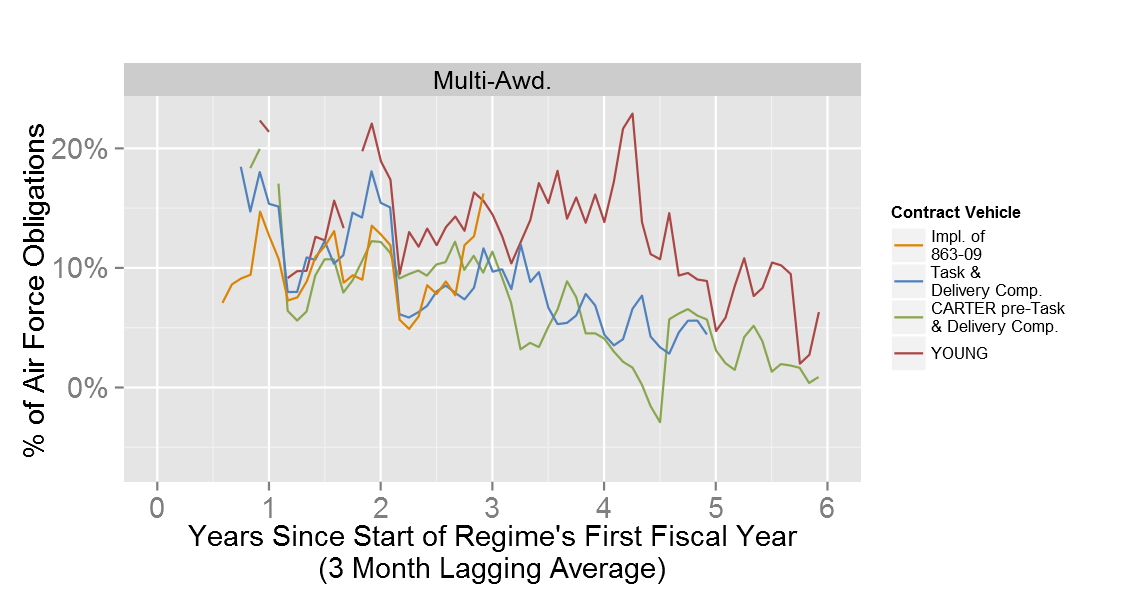 Multi-Awd.
% of Air Force Obligations
20%
10%
0%
0 1 2 3 4 5 6
Years Since Start of Regime's First Fiscal Year
(3 Month Lagging Average)
Contract Vehicle
Impl. of
863-09
Task &
Delivery Comp.
CARTER pre-Task
& Delivery Comp.
YOUNG